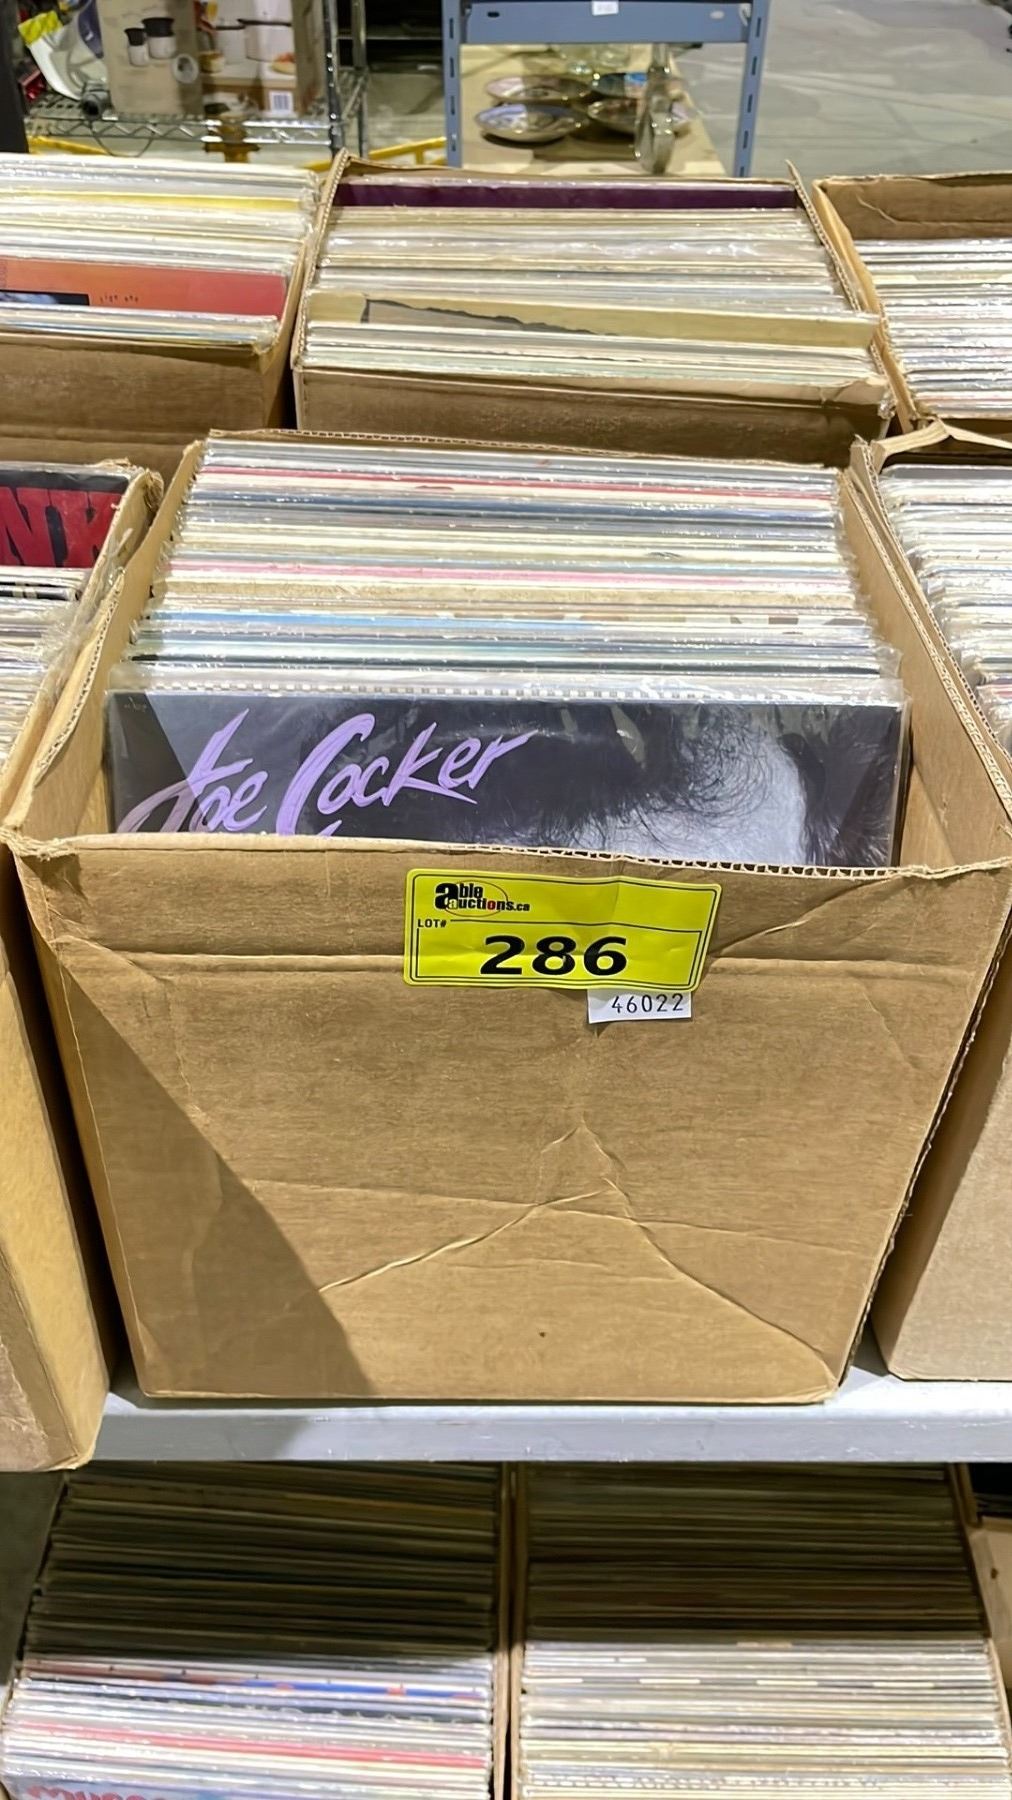 Joe Cocker
able
auctions.ca
LOT#
286
46022